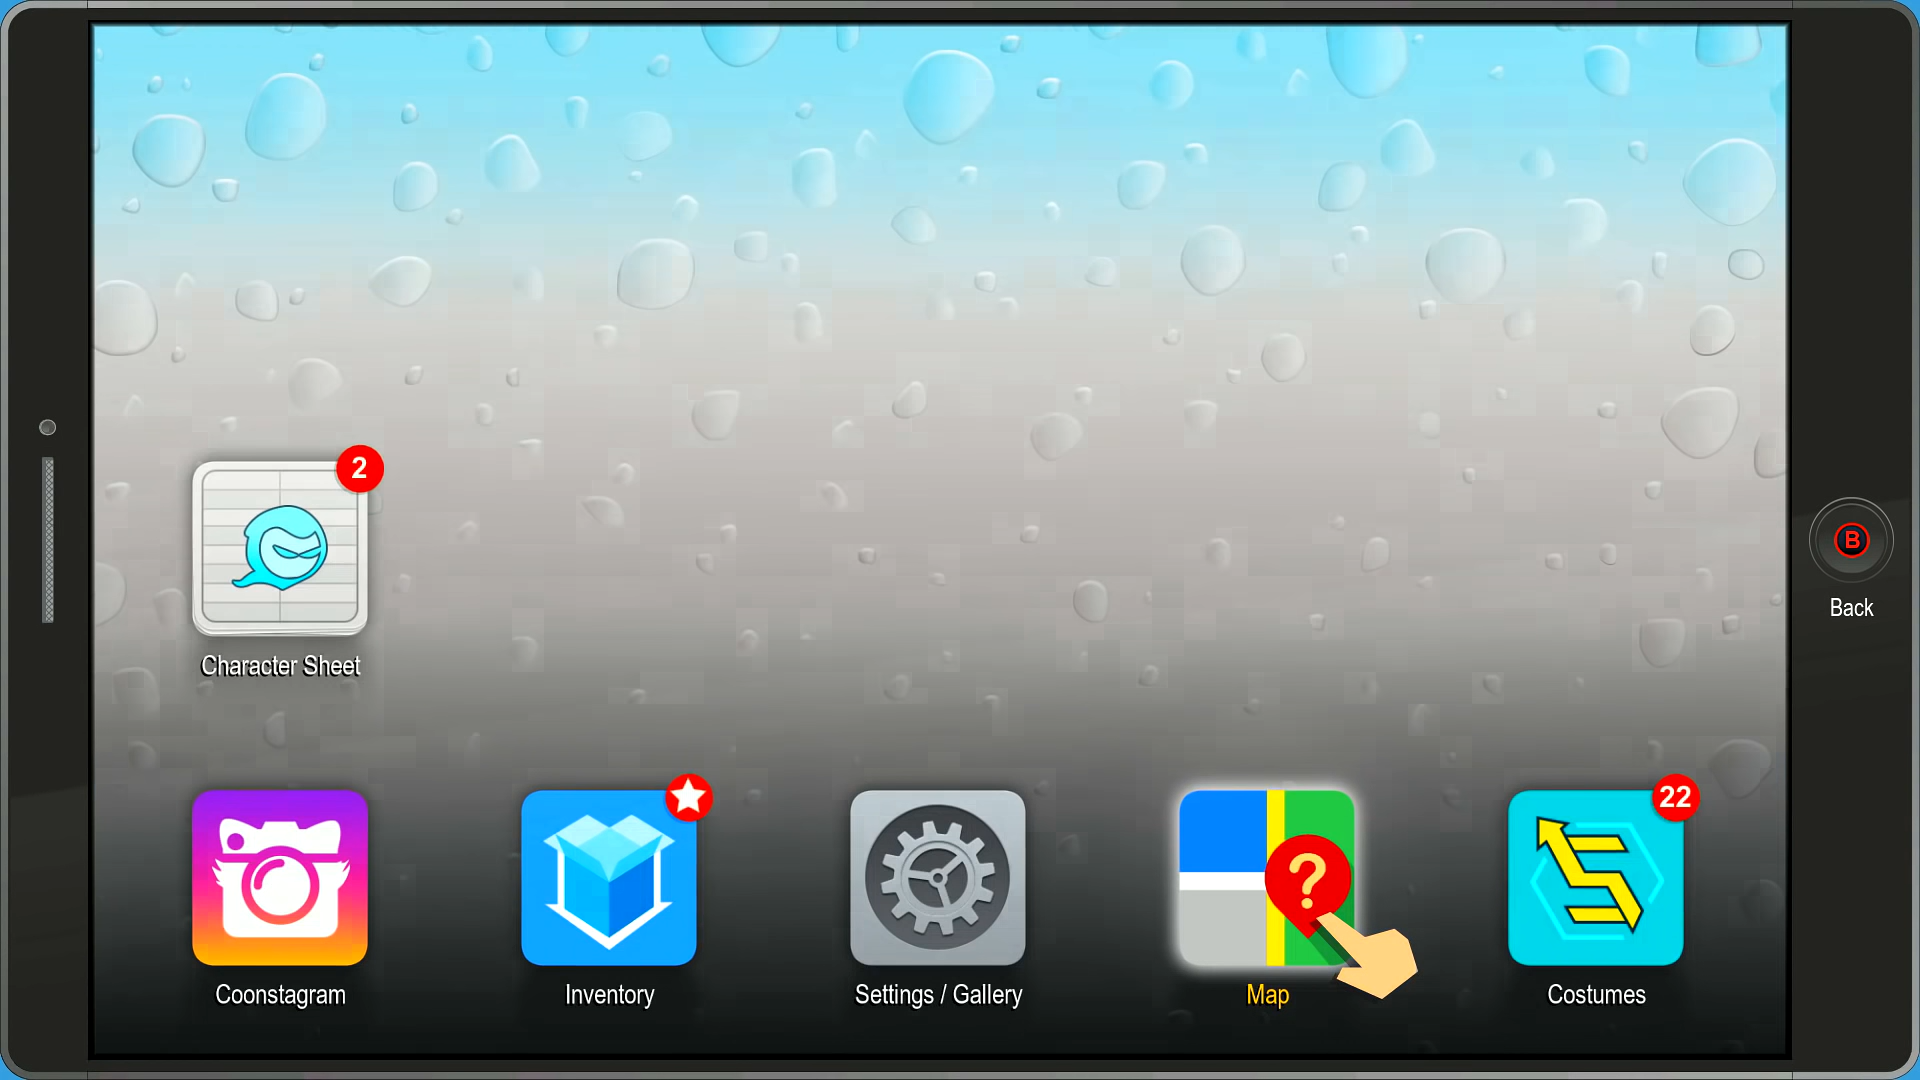 2
Character Sheet
B
Back
22
?
Coonstagram
Inventory
Settings / Gallery
Map
Costumes